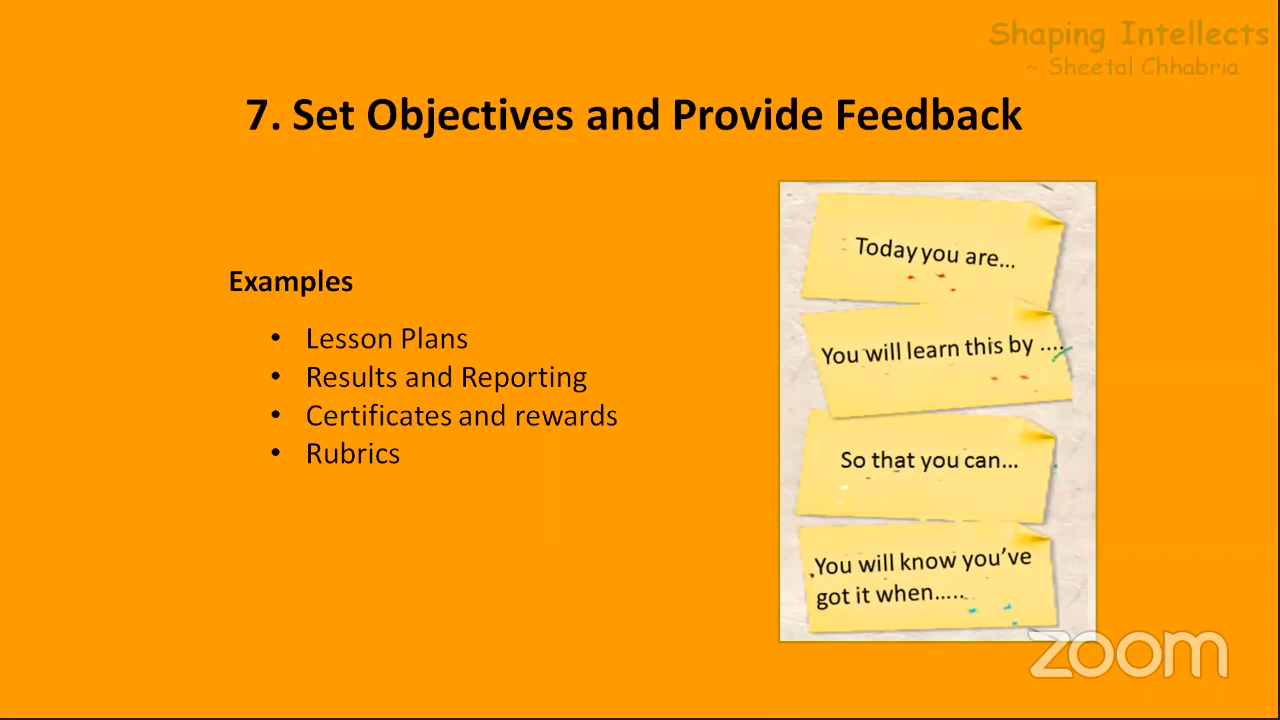 Shaping Intellects
~ Sheetal Chhabria
7. Set Objectives and Provide Feedback
Examples
• Lesson Plans
• Results and Reporting
• Certificates and rewards
• Rubrics
Today you are...
You will learn this by ....
So that you can...
You will know you've
got it when.....
zoom